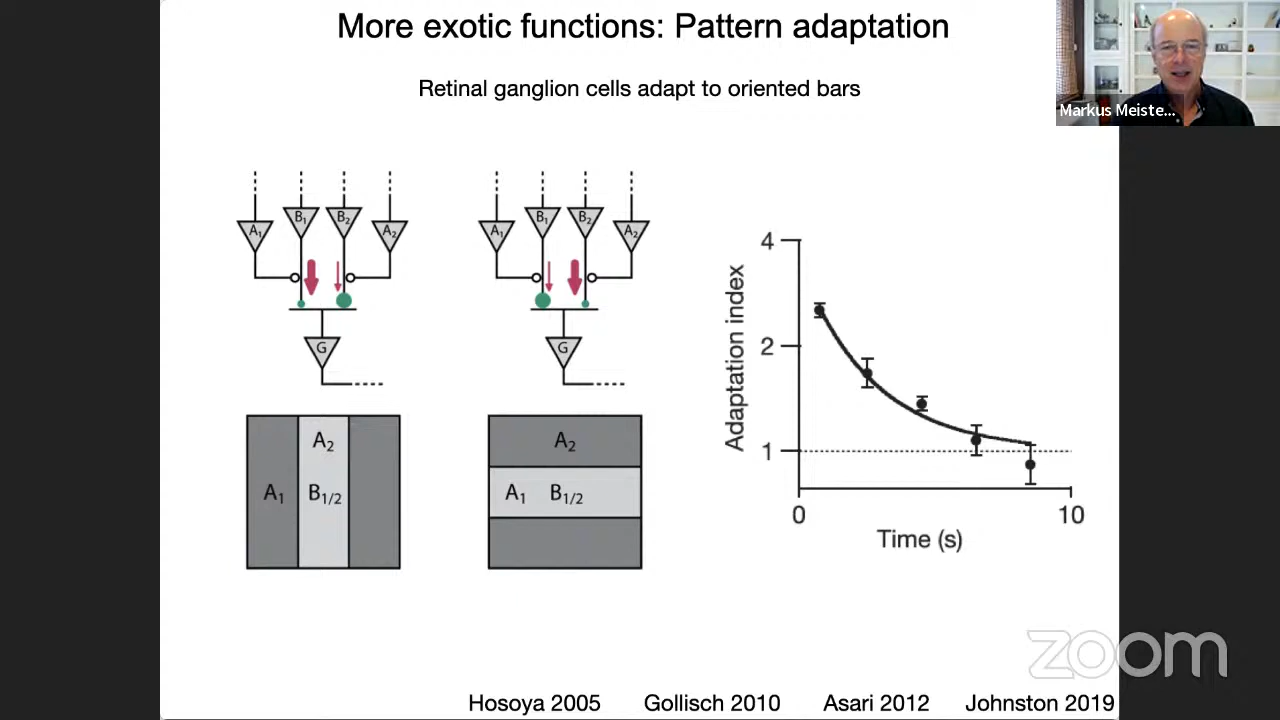 More exotic functions: Pattern adaptation
Retinal ganglion cells adapt to oriented bars
Markus Meiste...
A1 B1 B2 A2
G
A1 B1 B2 A2
G
A2
A1 B1/2
A2
A1 B1/2
Adaptation index
4
2
1
0 10
Time (s)
zoom
Hosoya 2005 Gollisch 2010 Asari 2012 Johnston 2019